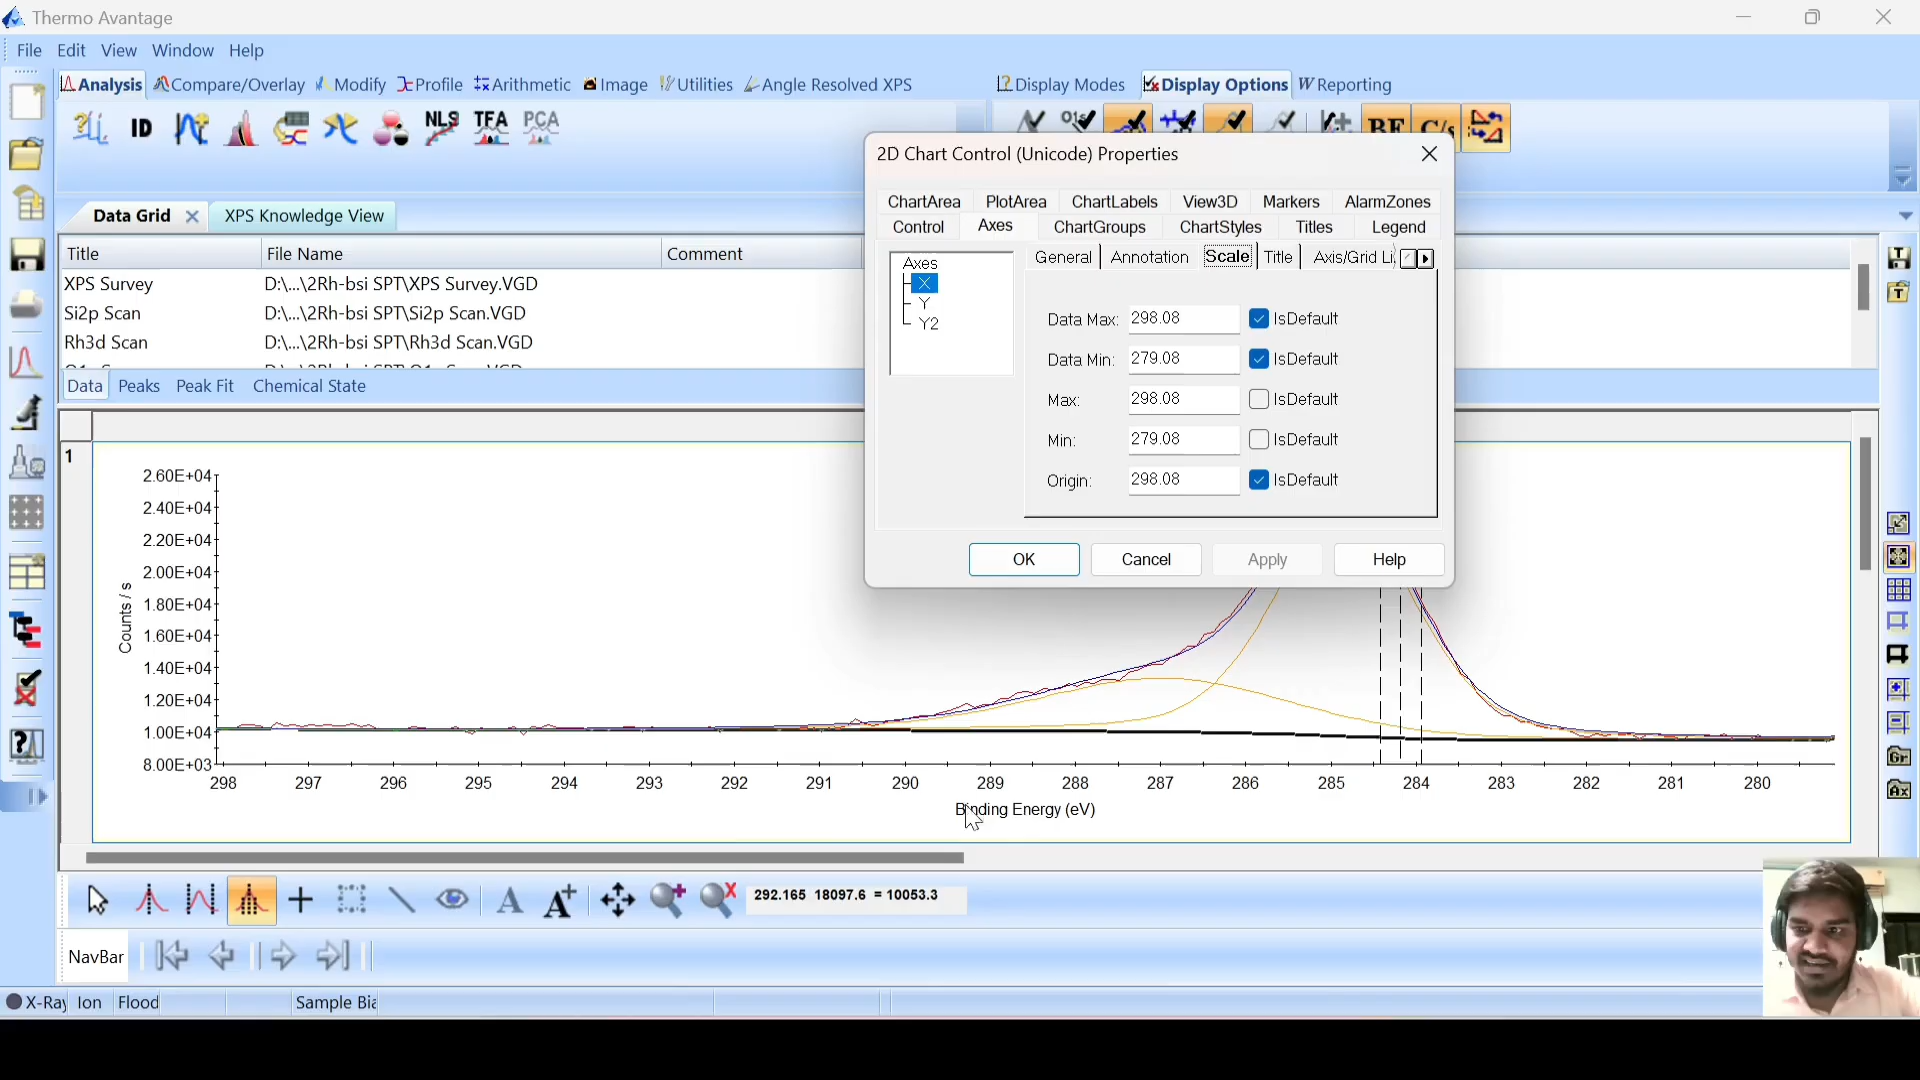 Thermo Avantage
File Edit View Window Help
Analysis Compare/Overlay Modify Profile Arithmetic Image Utilities Angle Resolved XPS Display Modes Display Options Reporting
ID NLS TFA PCA
2D Chart Control (Unicode) Properties
ChartArea PlotArea ChartLabels View3D Markers AlarmZones
Control Axes ChartGroups ChartStyles Titles Legend
General Annotation Scale Title Axis/Grid Li
Axes
X
Y
Y2
Data Max: 298.08 IsDefault
Data Min: 279.08 IsDefault
Max: 298.08 IsDefault
Min: 279.08 IsDefault
Origin: 298.08 IsDefault
OK Cancel Apply Help
Data Grid XPS Knowledge View
Title File Name Comment
XPS Survey D:\...\2Rh-bsi SPT\XPS Survey.VGD
Si2p Scan D:\...\2Rh-bsi SPT\Si2p Scan.VGD
Rh3d Scan D:\...\2Rh-bsi SPT\Rh3d Scan.VGD
Data Peaks Peak Fit Chemical State
1
2.60E+04
2.40E+04
2.20E+04
2.00E+04
1.80E+04
1.60E+04
1.40E+04
1.20E+04
1.00E+04
8.00E+03
Counts / s
298 297 296 295 294 293 292 291 290 289 288 287 286 285 284 283 282 281 280
Binding Energy (eV)
292.165 18097.6 = 10053.3
NavBar
X-Ray Ion Flood Sample Bia
Gr
Ax